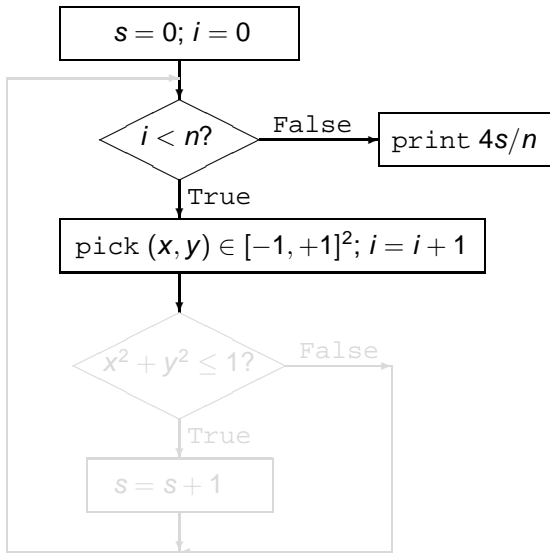 s = 0; i = 0
i < n?
False
print 4s/n
True
pick (x, y) ∈ [−1, +1]²; i = i + 1
x² + y² ≤ 1?
False
True
s = s + 1